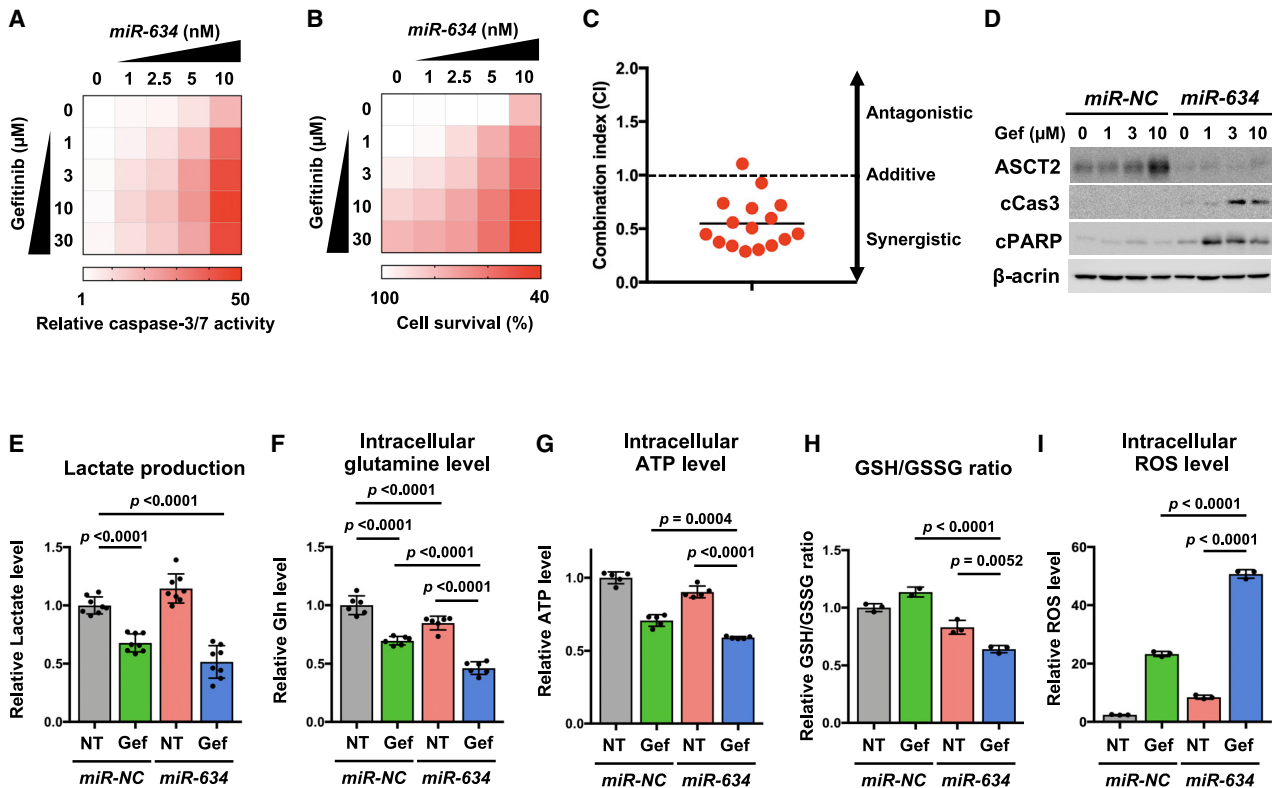 A
miR-634 (nM)
0 1 2.5 5 10
Gefitinib (μM)
0
1
3
10
30
1 50
Relative caspase-3/7 activity
B
miR-634 (nM)
0 1 2.5 5 10
Gefitinib (μM)
0
1
3
10
30
100 40
Cell survival (%)
C
Combination index (CI)
2.0
1.5
1.0
0.5
0.0
Antagonistic
Additive
Synergistic
D
miR-NC miR-634
Gef (μM) 0 1 3 10 0 1 3 10
ASCT2
cCas3
cPARP
β-acrin
E
Lactate production
p <0.0001
p <0.0001
Relative Lactate level
1.5
1.0
0.5
0.0
NT Gef NT Gef
miR-NC miR-634
F
Intracellular
glutamine level
p <0.0001
p <0.0001
p <0.0001
p <0.0001
Relative Gln level
1.5
1.0
0.5
0.0
NT Gef NT Gef
miR-NC miR-634
G
Intracellular
ATP level
p = 0.0004
p <0.0001
Relative ATP level
1.0
0.5
0.0
NT Gef NT Gef
miR-NC miR-634
H
GSH/GSSG ratio
p < 0.0001
p = 0.0052
Relative GSH/GSSG ratio
1.5
1.0
0.5
0.0
NT Gef NT Gef
miR-NC miR-634
I
Intracellular
ROS level
p < 0.0001
p < 0.0001
Relative ROS level
60
40
20
0
NT Gef NT Gef
miR-NC miR-634